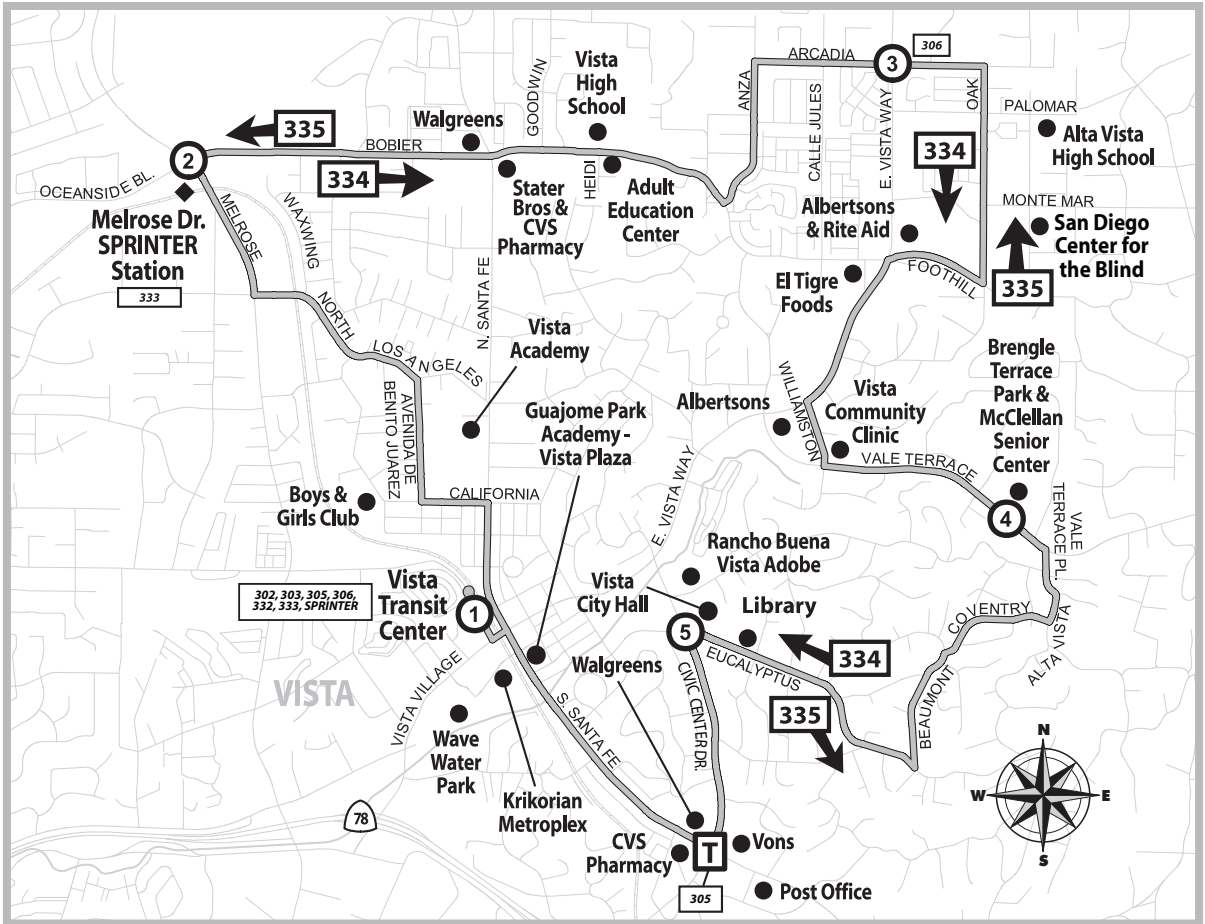 306
ARCADIA
3
ANZA
OAK
CALLE JULES
E. VISTA WAY
PALOMAR
Alta Vista
High School
Vista
High
School
GOODWIN
Walgreens
335
BOBIER
334
334
2
OCEANSIDE BL.
Melrose Dr.
SPRINTER
Station
333
MELROSE
WAXWING
Stater
Bros &
CVS
Pharmacy
HEIDI
Adult
Education
Center
Albertsons
& Rite Aid
MONTE MAR
San Diego
Center for
the Blind
335
FOOTHILL
El Tigre
Foods
N. SANTA FE
NORTH
LOS ANGELES
Vista
Academy
AVENIDA DE
BENITO JUAREZ
Guajome Park
Academy -
Vista Plaza
Albertsons
WILLIAMSTON
Vista
Community
Clinic
VALE TERRACE
Brengle
Terrace
Park &
McClellan
Senior
Center
4
VALE
TERRACE PL.
CALIFORNIA
Boys &
Girls Club
E. VISTA WAY
302, 303, 305, 306,
332, 333, SPRINTER
Vista
Transit
Center
1
Rancho Buena
Vista Adobe
Vista
City Hall
Library
5
EUCALYPTUS
334
335
COVENTRY
ALTA VISTA
BEAUMONT
Walgreens
CIVIC CENTER DR.
VISTA
VISTA VILLAGE
S. SANTA FE
Wave
Water
Park
Krikorian
Metroplex
78
CVS
Pharmacy
T
Vons
305
Post Office
N
W
E
S